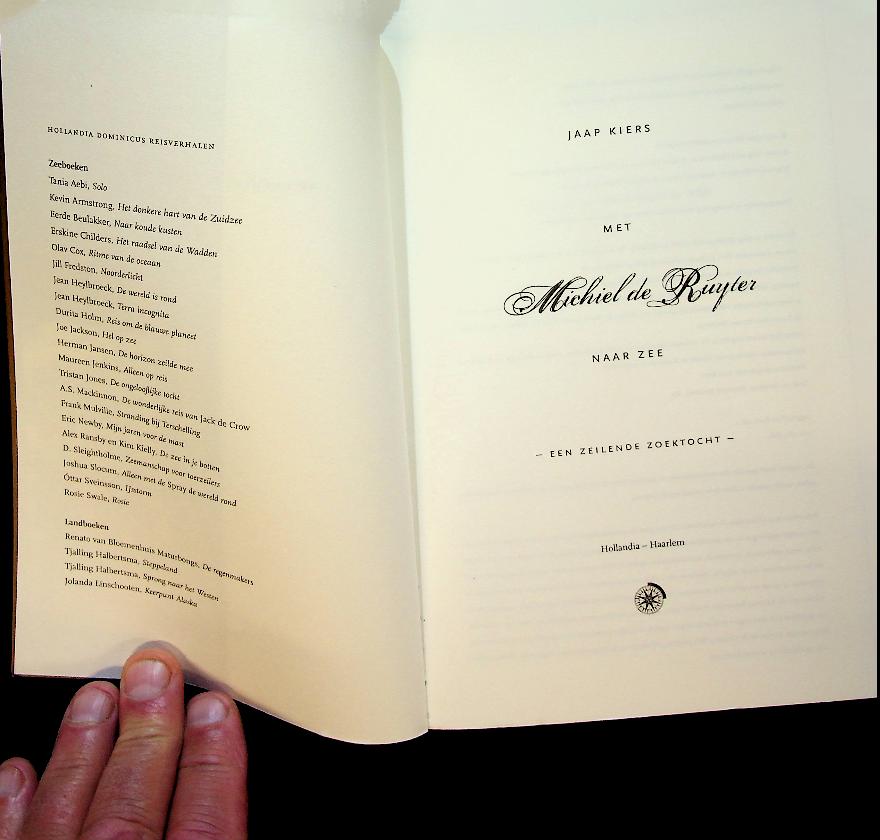 HOLLANDIA DOMINICUS REISVERHALEN
Zeeboeken
Tania Aebi, Solo
Kevin Armstrong, Het donkere hart van de Zuidzee
Eerde Beulakker, Naar koude kusten
Erskine Childers, Het raadsel van de Wadden
Olav Cox, Ritme van de oceaan
Jill Fredston, Noorderlicht
Jean Heylbroeck, De wereld is rond
Jean Heylbroeck, Terra incognita
Durita Holm, Reis om de blauwe planeet
Joe Jackson, Hel op zee
Herman Jansen, De horizon zeilde mee
Maureen Jenkins, Alleen op reis
Tristan Jones, De ongelooflijke tocht
A.S. Mackinnon, De wonderlijke reis van Jack de Crow
Frank Mulville, Stranding bij Terschelling
Eric Newby, Mijn jaren voor de mast
Alex Ransby en Kim Kielly, De zee in je botten
D. Sleightholme, Zeemanschap voor toerzeilers
Joshua Slocum, Alleen met de Spray de wereld rond
Óttar Sveinsson, IJsstorm
Rosie Swale, Rosie
Landboeken
Renato van Bloemenhuis Maturbongs, De regenmakers
Tjalling Halbertsma, Steppeland
Tjalling Halbertsma, Sprong naar het Westen
Jolanda Linschooten, Keerpunt Alaska
JAAP KIERS
MET
Michiel de Ruyter
NAAR ZEE
– EEN ZEILENDE ZOEKTOCHT –
Hollandia – Haarlem